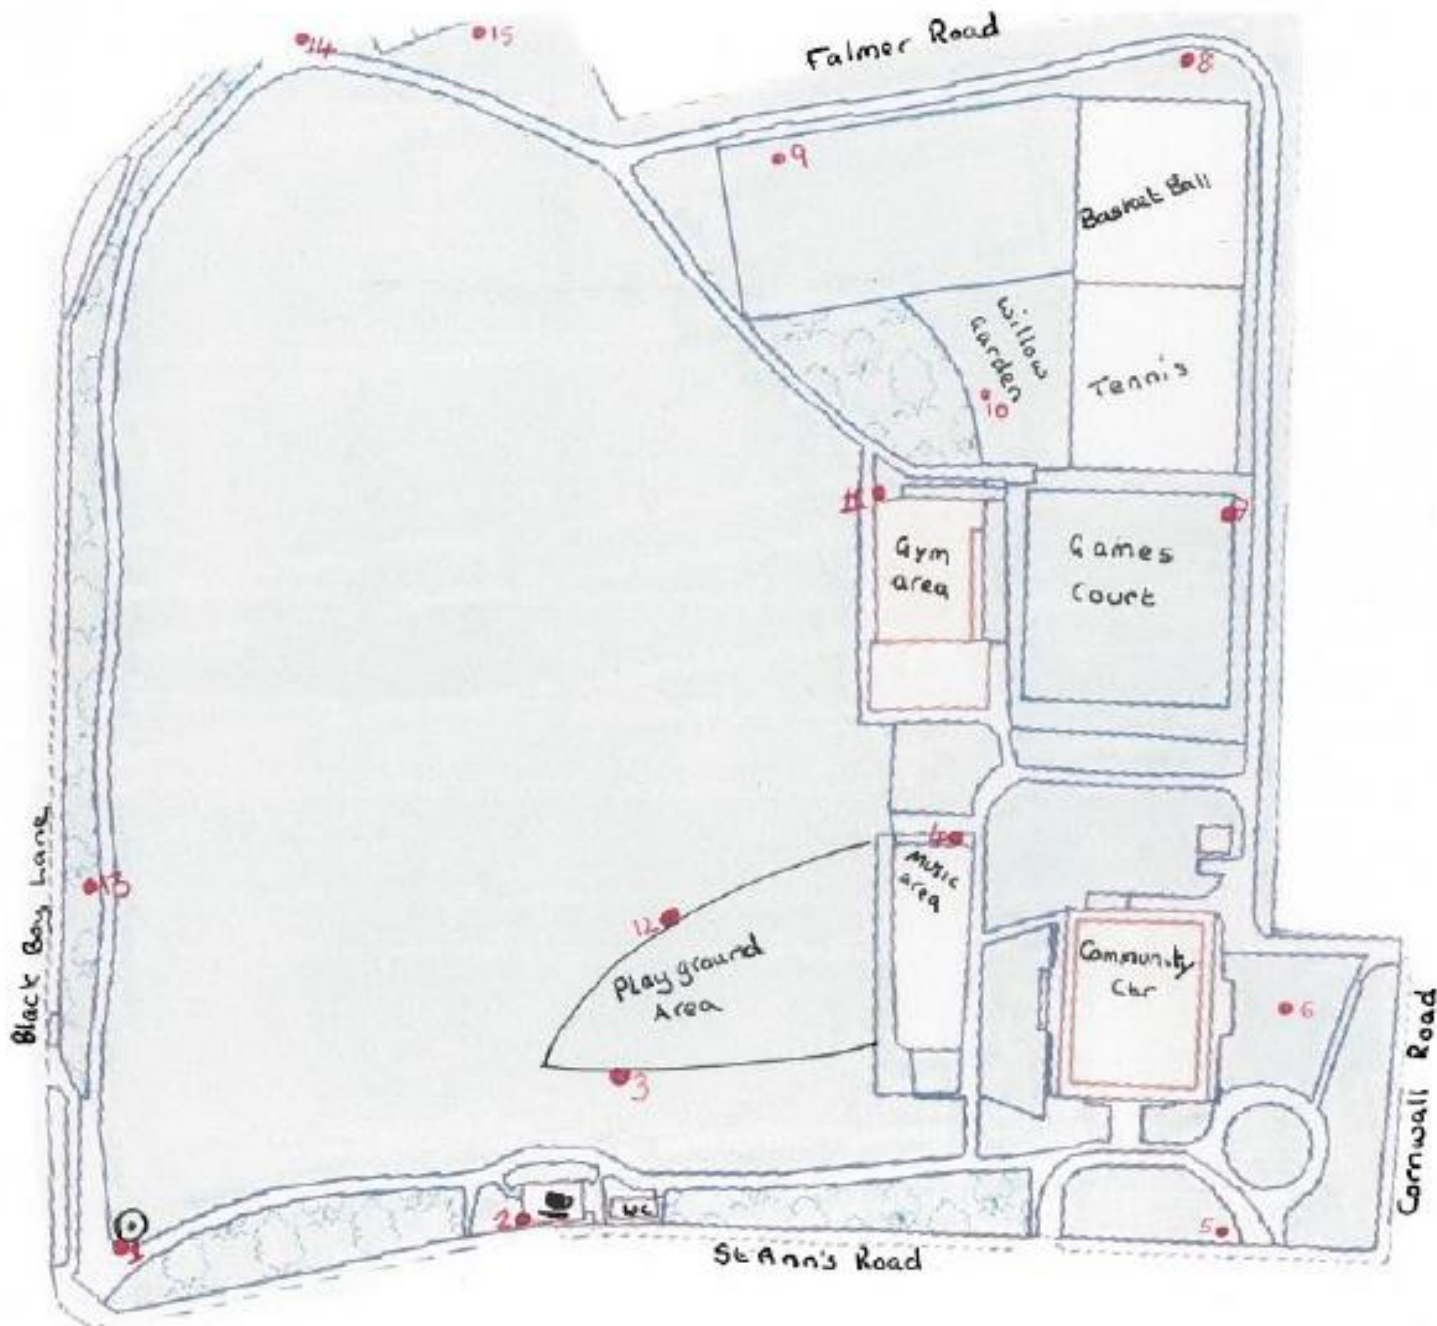 14
15
Falmer Road
8
9
Basket Ball
Willow
Garden
10
Tennis
11
7
Gym
area
Games
Court
4
Music
area
13
12
Playground
Area
Community
Ctr
6
3
Black Boy Lane
Cornwall Road
1
2
WC
5
St Ann's Road